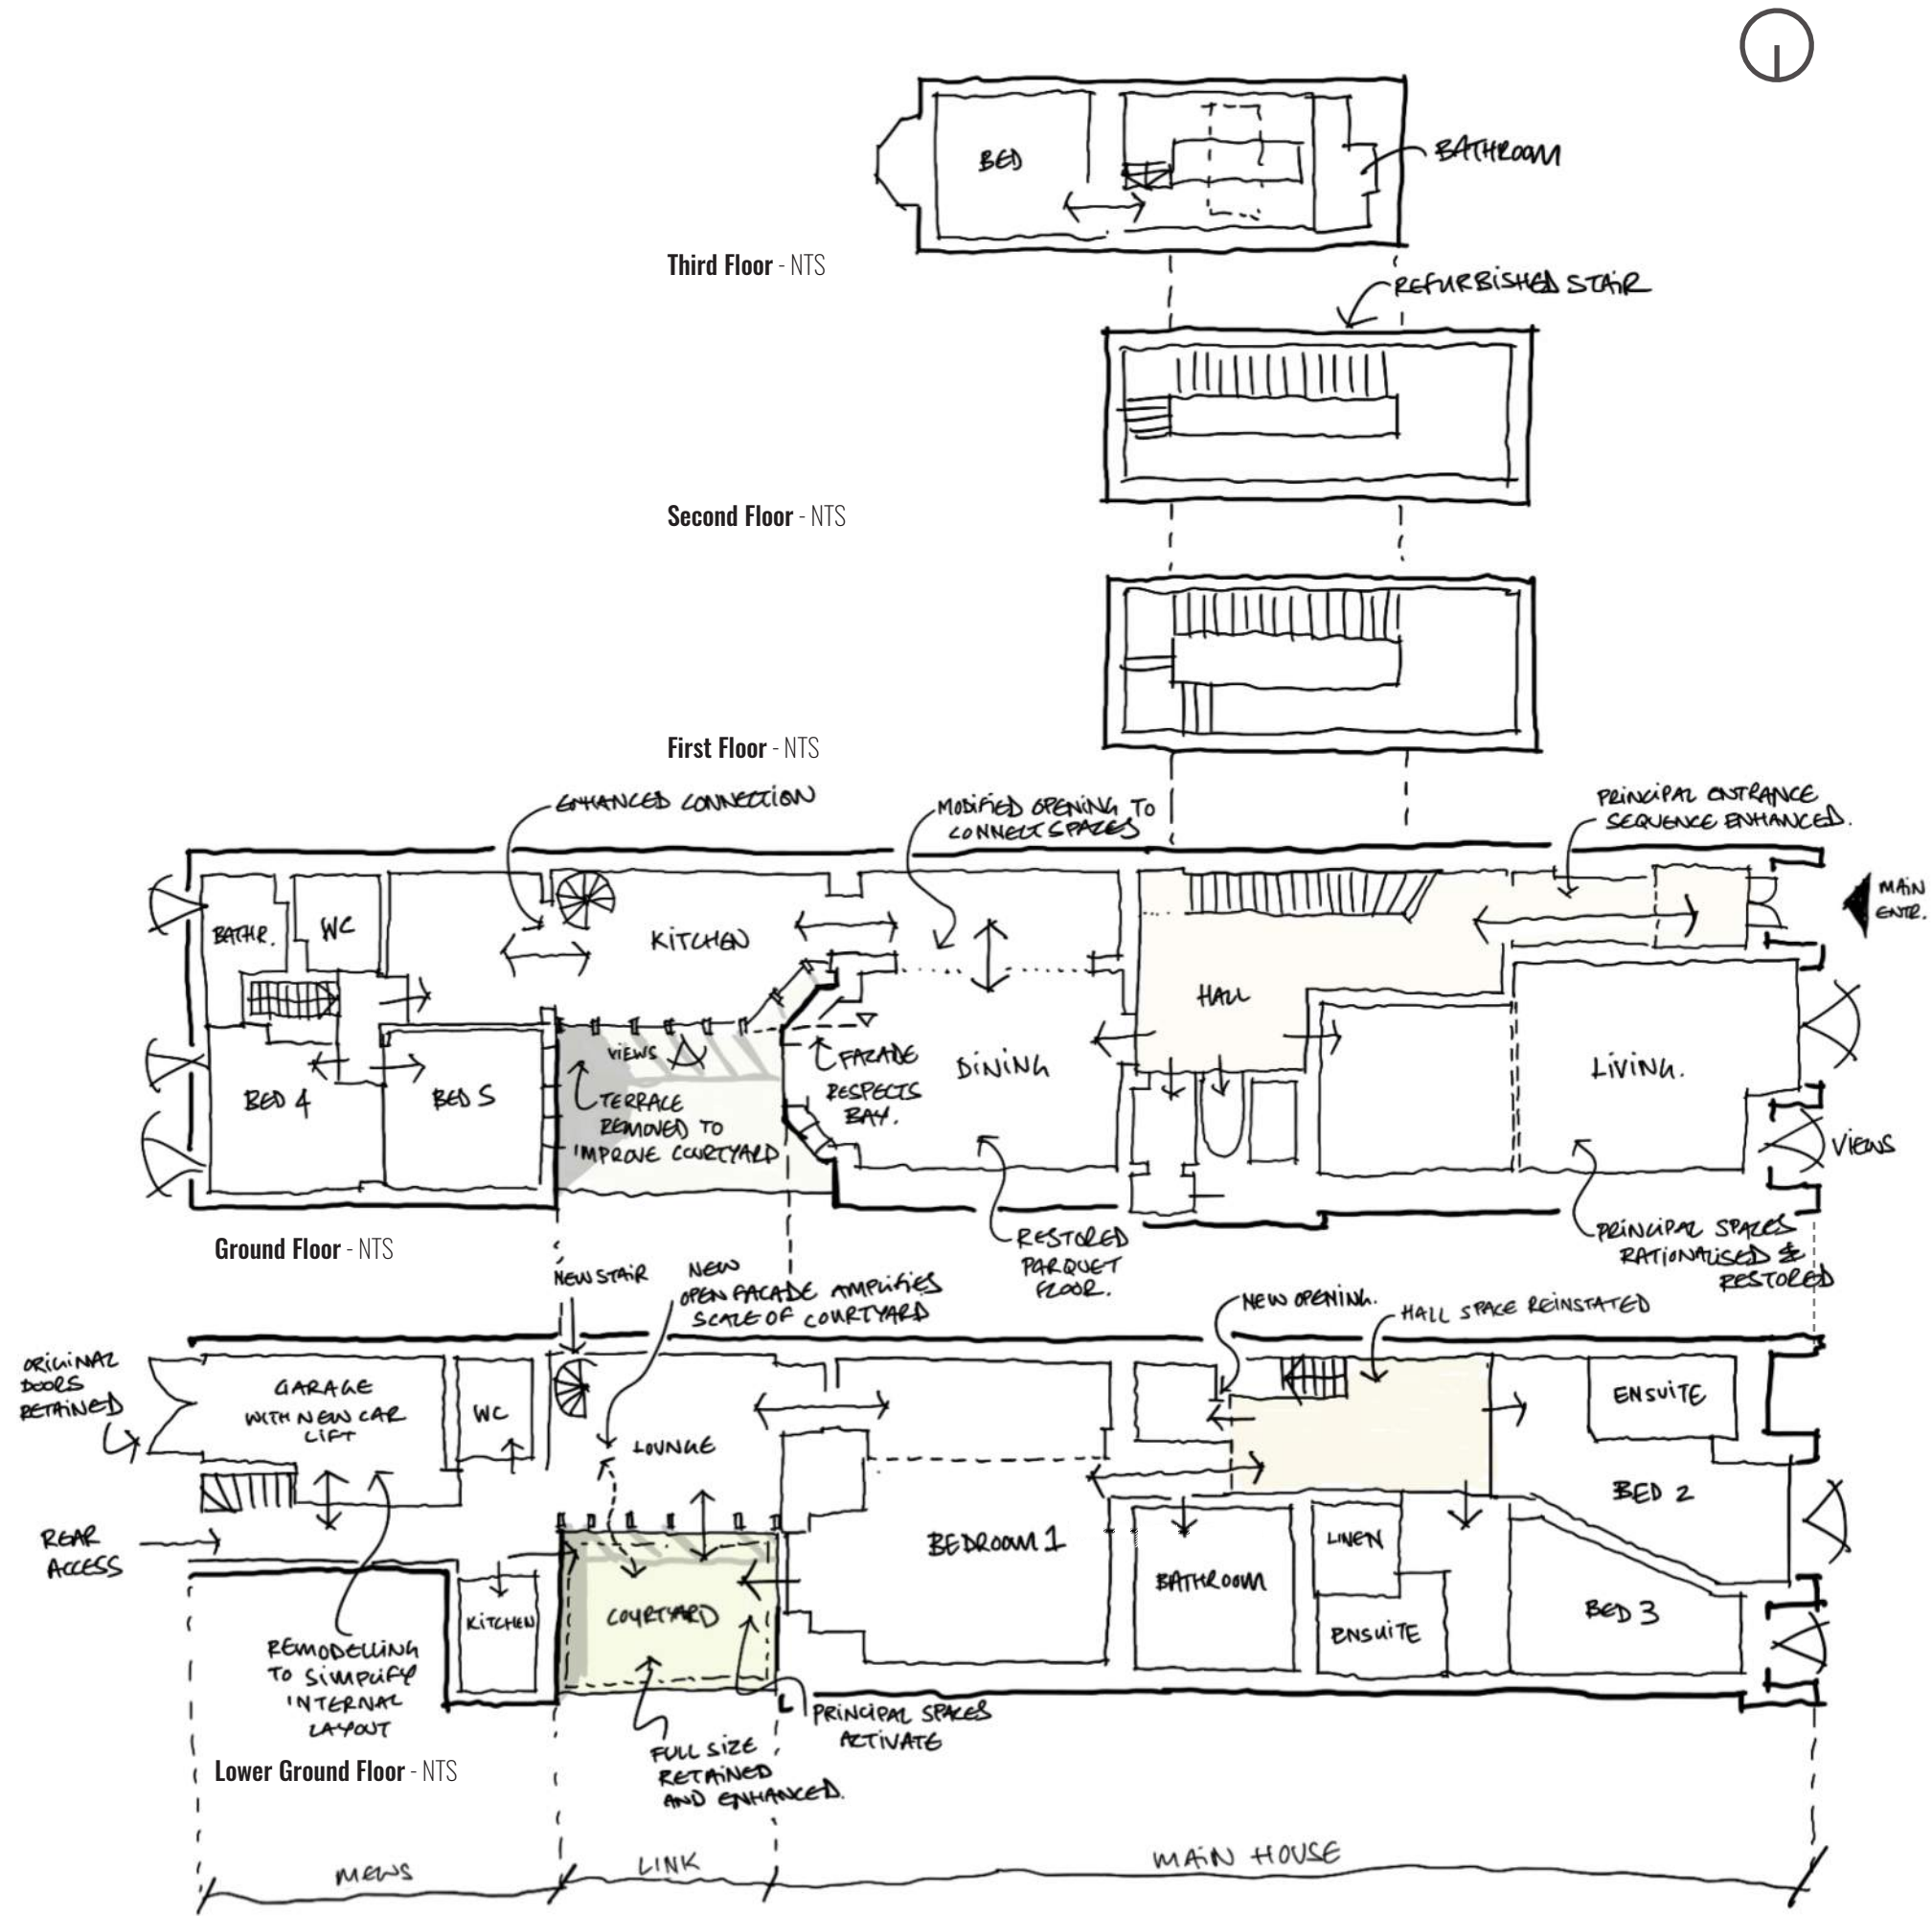 BED
BATHROOM
Third Floor - NTS
REFURBISHED STAIR
Second Floor - NTS
First Floor - NTS
ENHANCED CONNECTION
MODIFIED OPENING TO
CONNECT SPACES
PRINCIPAL ENTRANCE
SEQUENCE ENHANCED.
MAIN
ENTR.
BATHR.
WC
KITCHEN
HALL
VIEWS
FACADE
RESPECTS
BAY.
DINING
LIVING.
BED 4
BED 5
TERRACE
REMOVED TO
IMPROVE COURTYARD
VIEWS
RESTORED
PARQUET
FLOOR.
PRINCIPAL SPACES
RATIONALISED &
RESTORED
Ground Floor - NTS
NEW STAIR
NEW
OPEN FACADE AMPLIFIES
SCALE OF COURTYARD
NEW OPENING.
HALL SPACE REINSTATED
ORIGINAL
DOORS
RETAINED
GARAGE
WITH NEW CAR
LIFT
WC
LOUNGE
ENSUITE
BED 2
REAR
ACCESS
BEDROOM 1
LINEN
BATHROOM
KITCHEN
COURTYARD
ENSUITE
BED 3
REMODELLING
TO SIMPLIFY
INTERNAL
LAYOUT
PRINCIPAL SPACES
ACTIVATE
FULL SIZE
RETAINED
AND ENHANCED.
Lower Ground Floor - NTS
MEWS
LINK
MAIN HOUSE